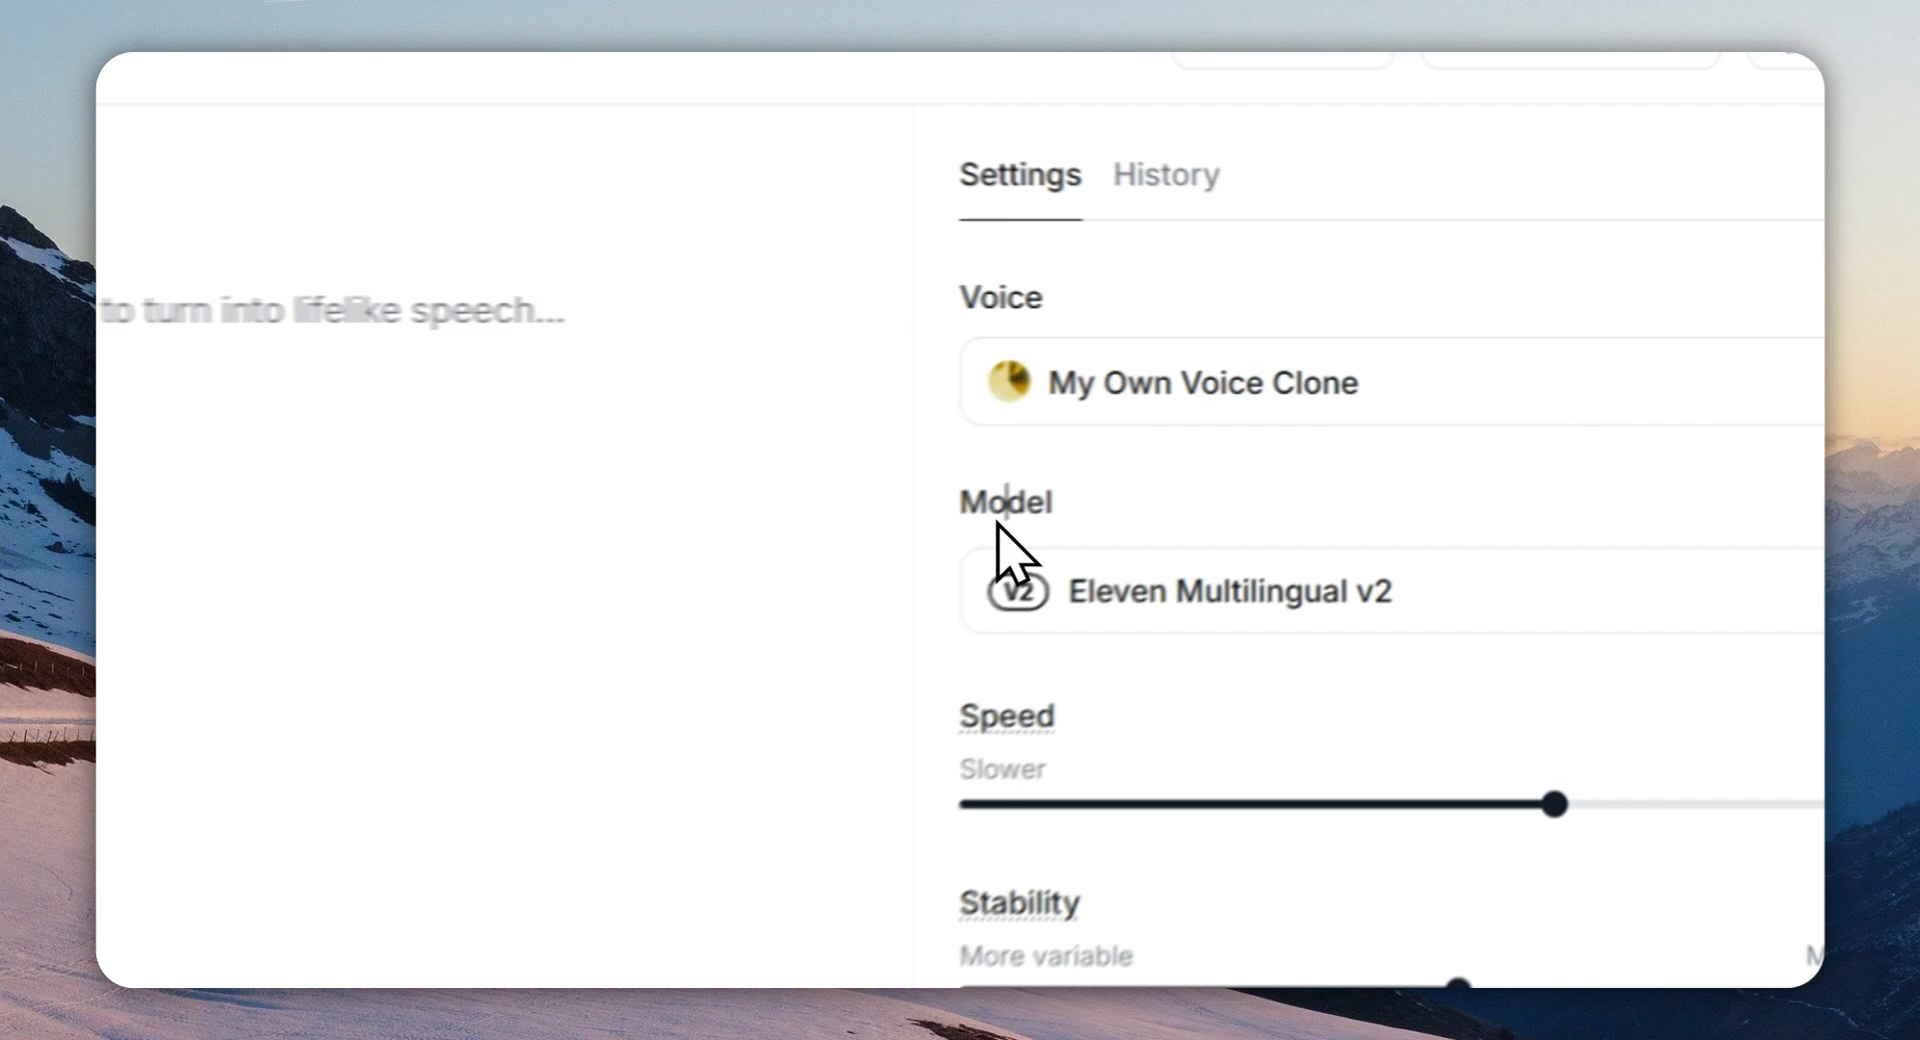 Settings History
to turn into lifelike speech...
Voice
My Own Voice Clone
Model
V2 Eleven Multilingual v2
Speed
Slower
Stability
More variable